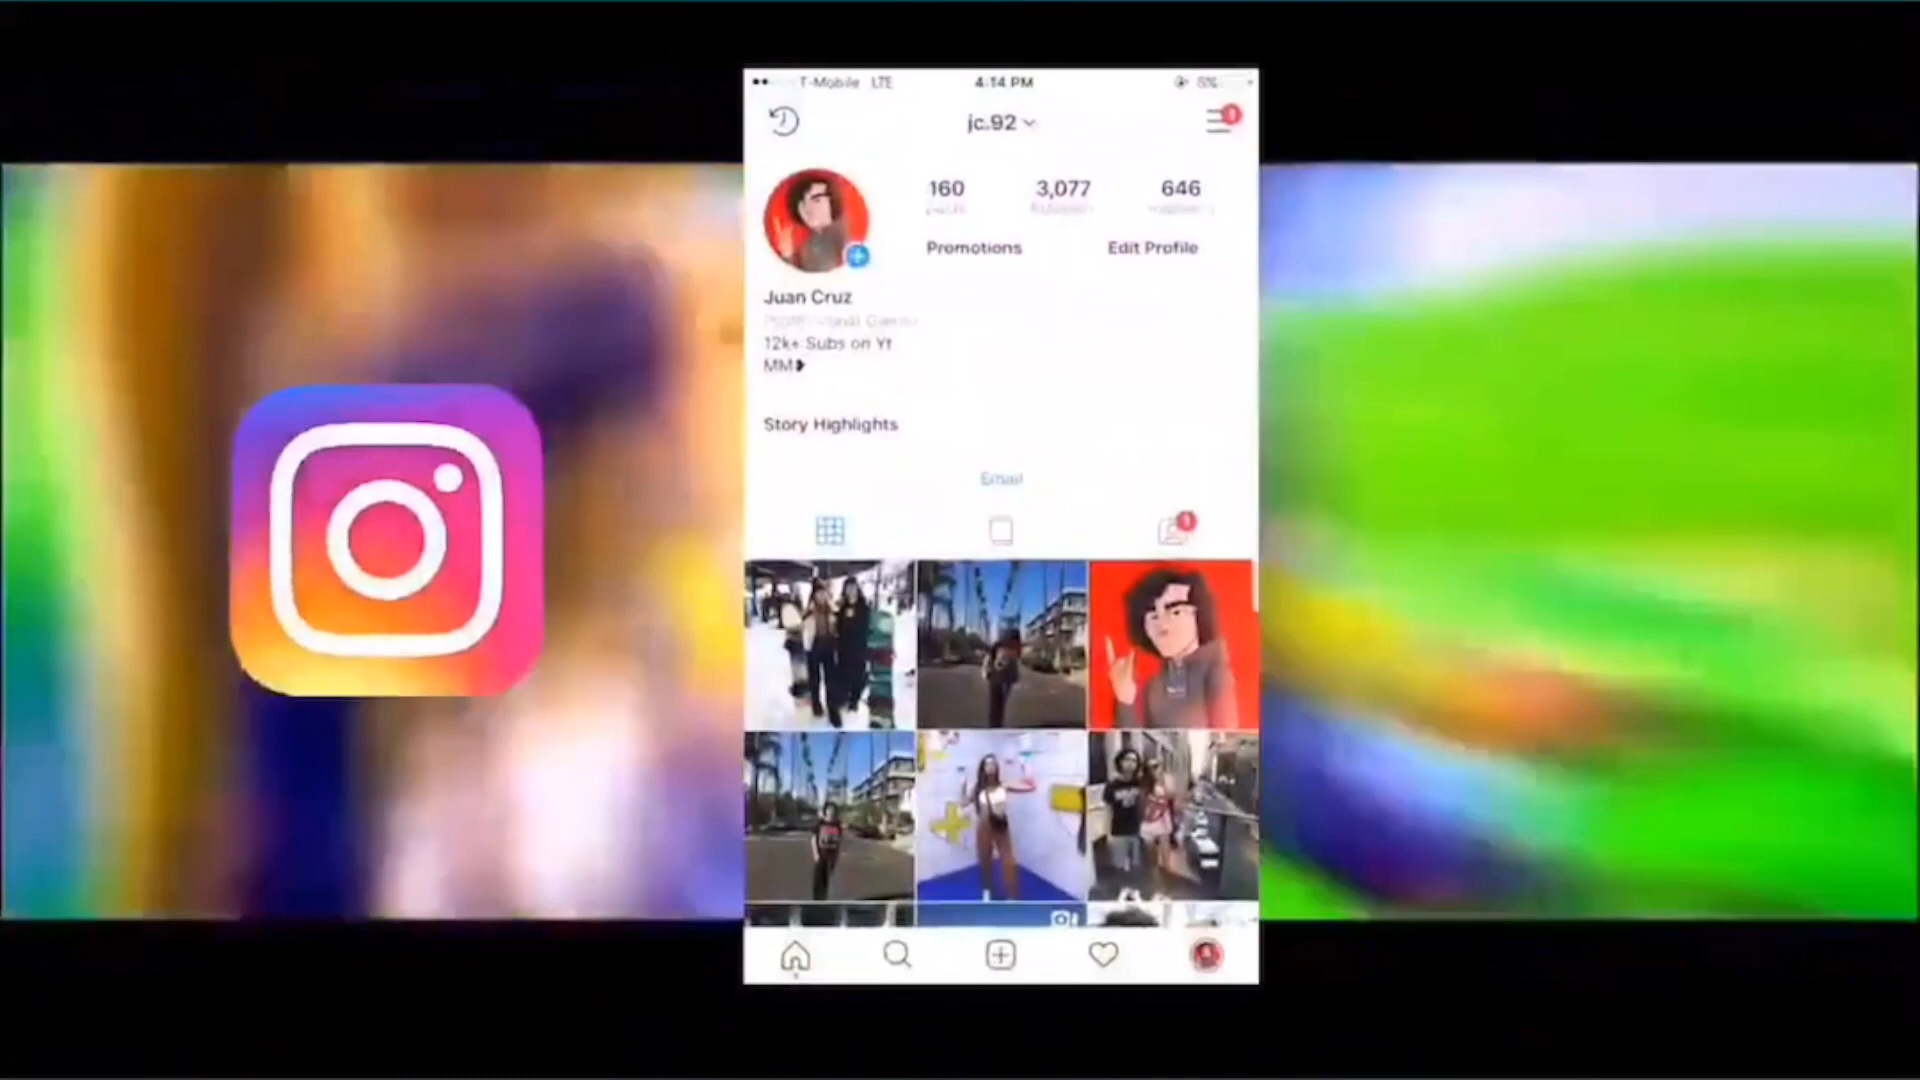 T-Mobile LTE 4:14 PM
jc.92
160 3,077 646
Promotions Edit Profile
Juan Cruz
12k+ Subs on Yt
MM
Story Highlights
Email